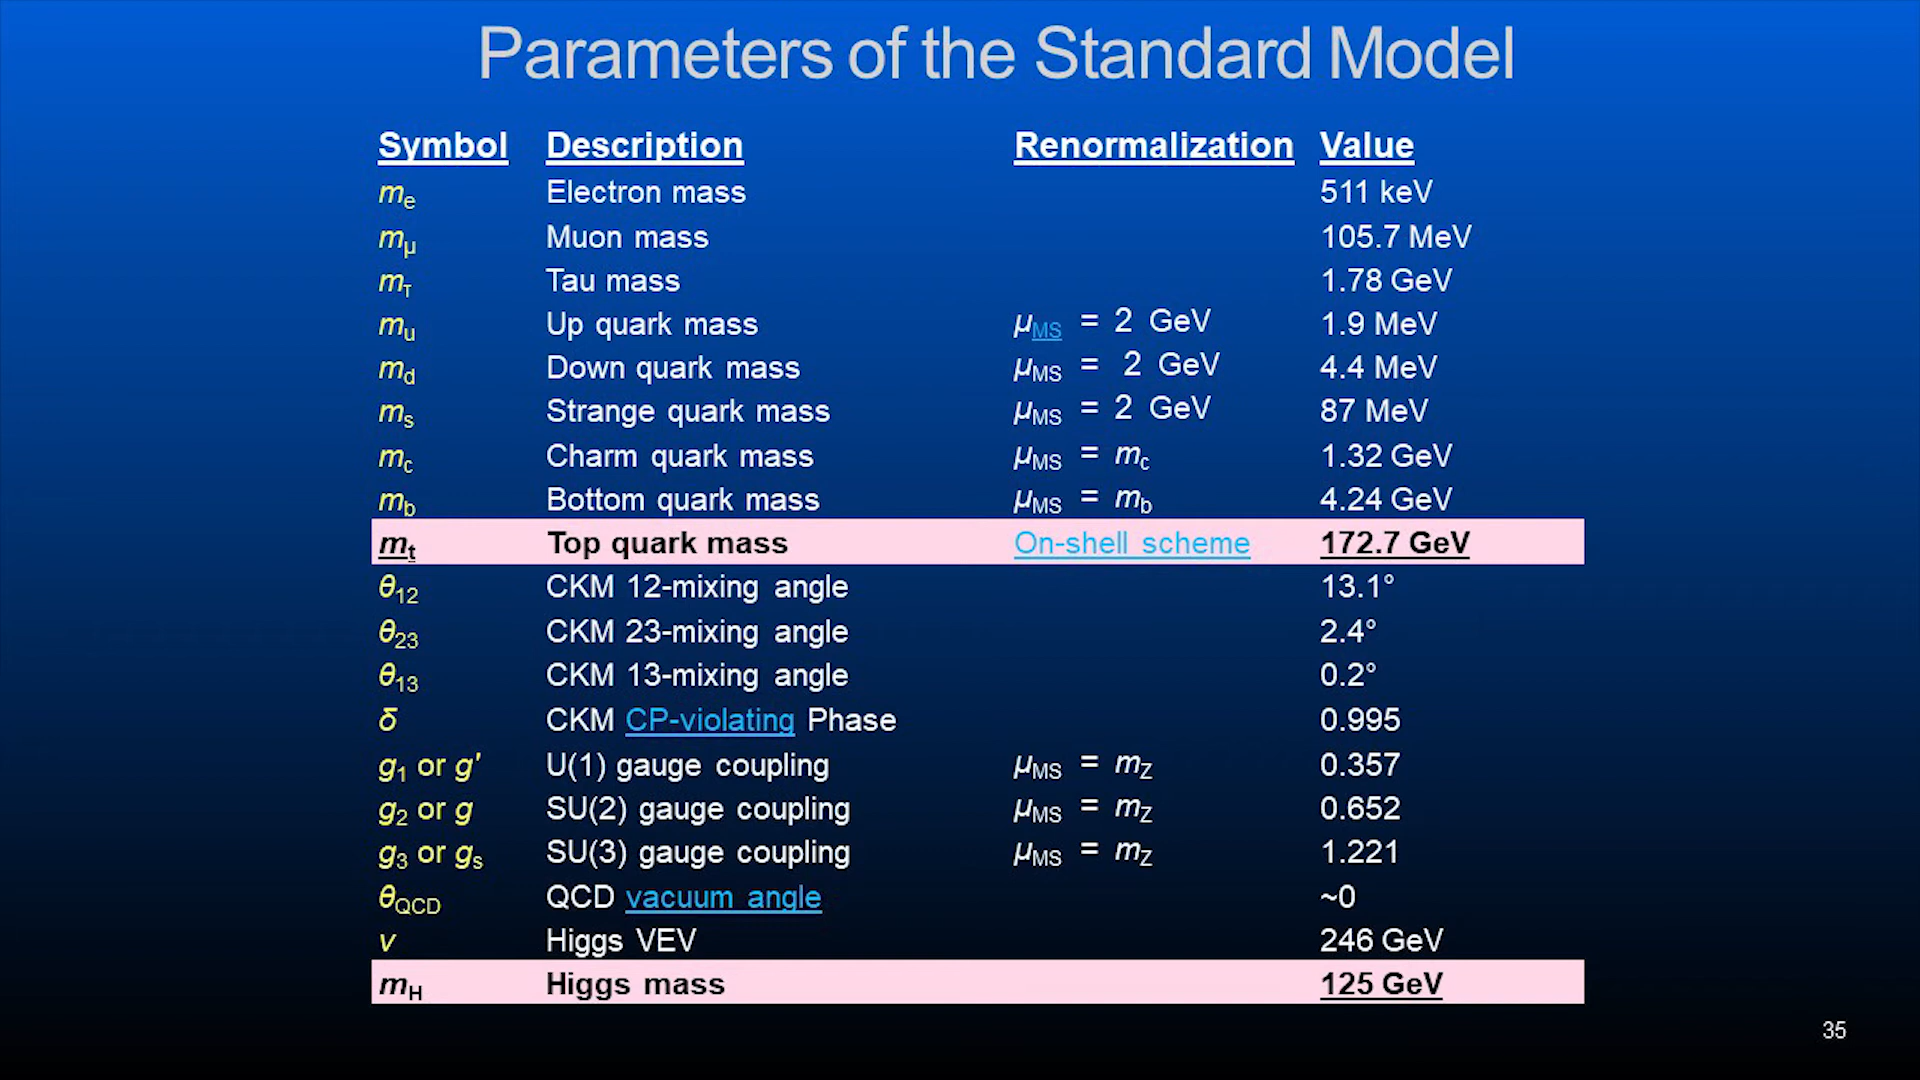 Parameters of the Standard Model
Symbol Description Renormalization Value
me Electron mass 511 keV
mμ Muon mass 105.7 MeV
mτ Tau mass 1.78 GeV
mu Up quark mass μMS = 2 GeV 1.9 MeV
md Down quark mass μMS = 2 GeV 4.4 MeV
ms Strange quark mass μMS = 2 GeV 87 MeV
mc Charm quark mass μMS = mc 1.32 GeV
mb Bottom quark mass μMS = mb 4.24 GeV
mt Top quark mass On-shell scheme 172.7 GeV
θ12 CKM 12-mixing angle 13.1°
θ23 CKM 23-mixing angle 2.4°
θ13 CKM 13-mixing angle 0.2°
δ CKM CP-violating Phase 0.995
g1 or g' U(1) gauge coupling μMS = mZ 0.357
g2 or g SU(2) gauge coupling μMS = mZ 0.652
g3 or gs SU(3) gauge coupling μMS = mZ 1.221
θQCD QCD vacuum angle ~0
v Higgs VEV 246 GeV
mH Higgs mass 125 GeV
35